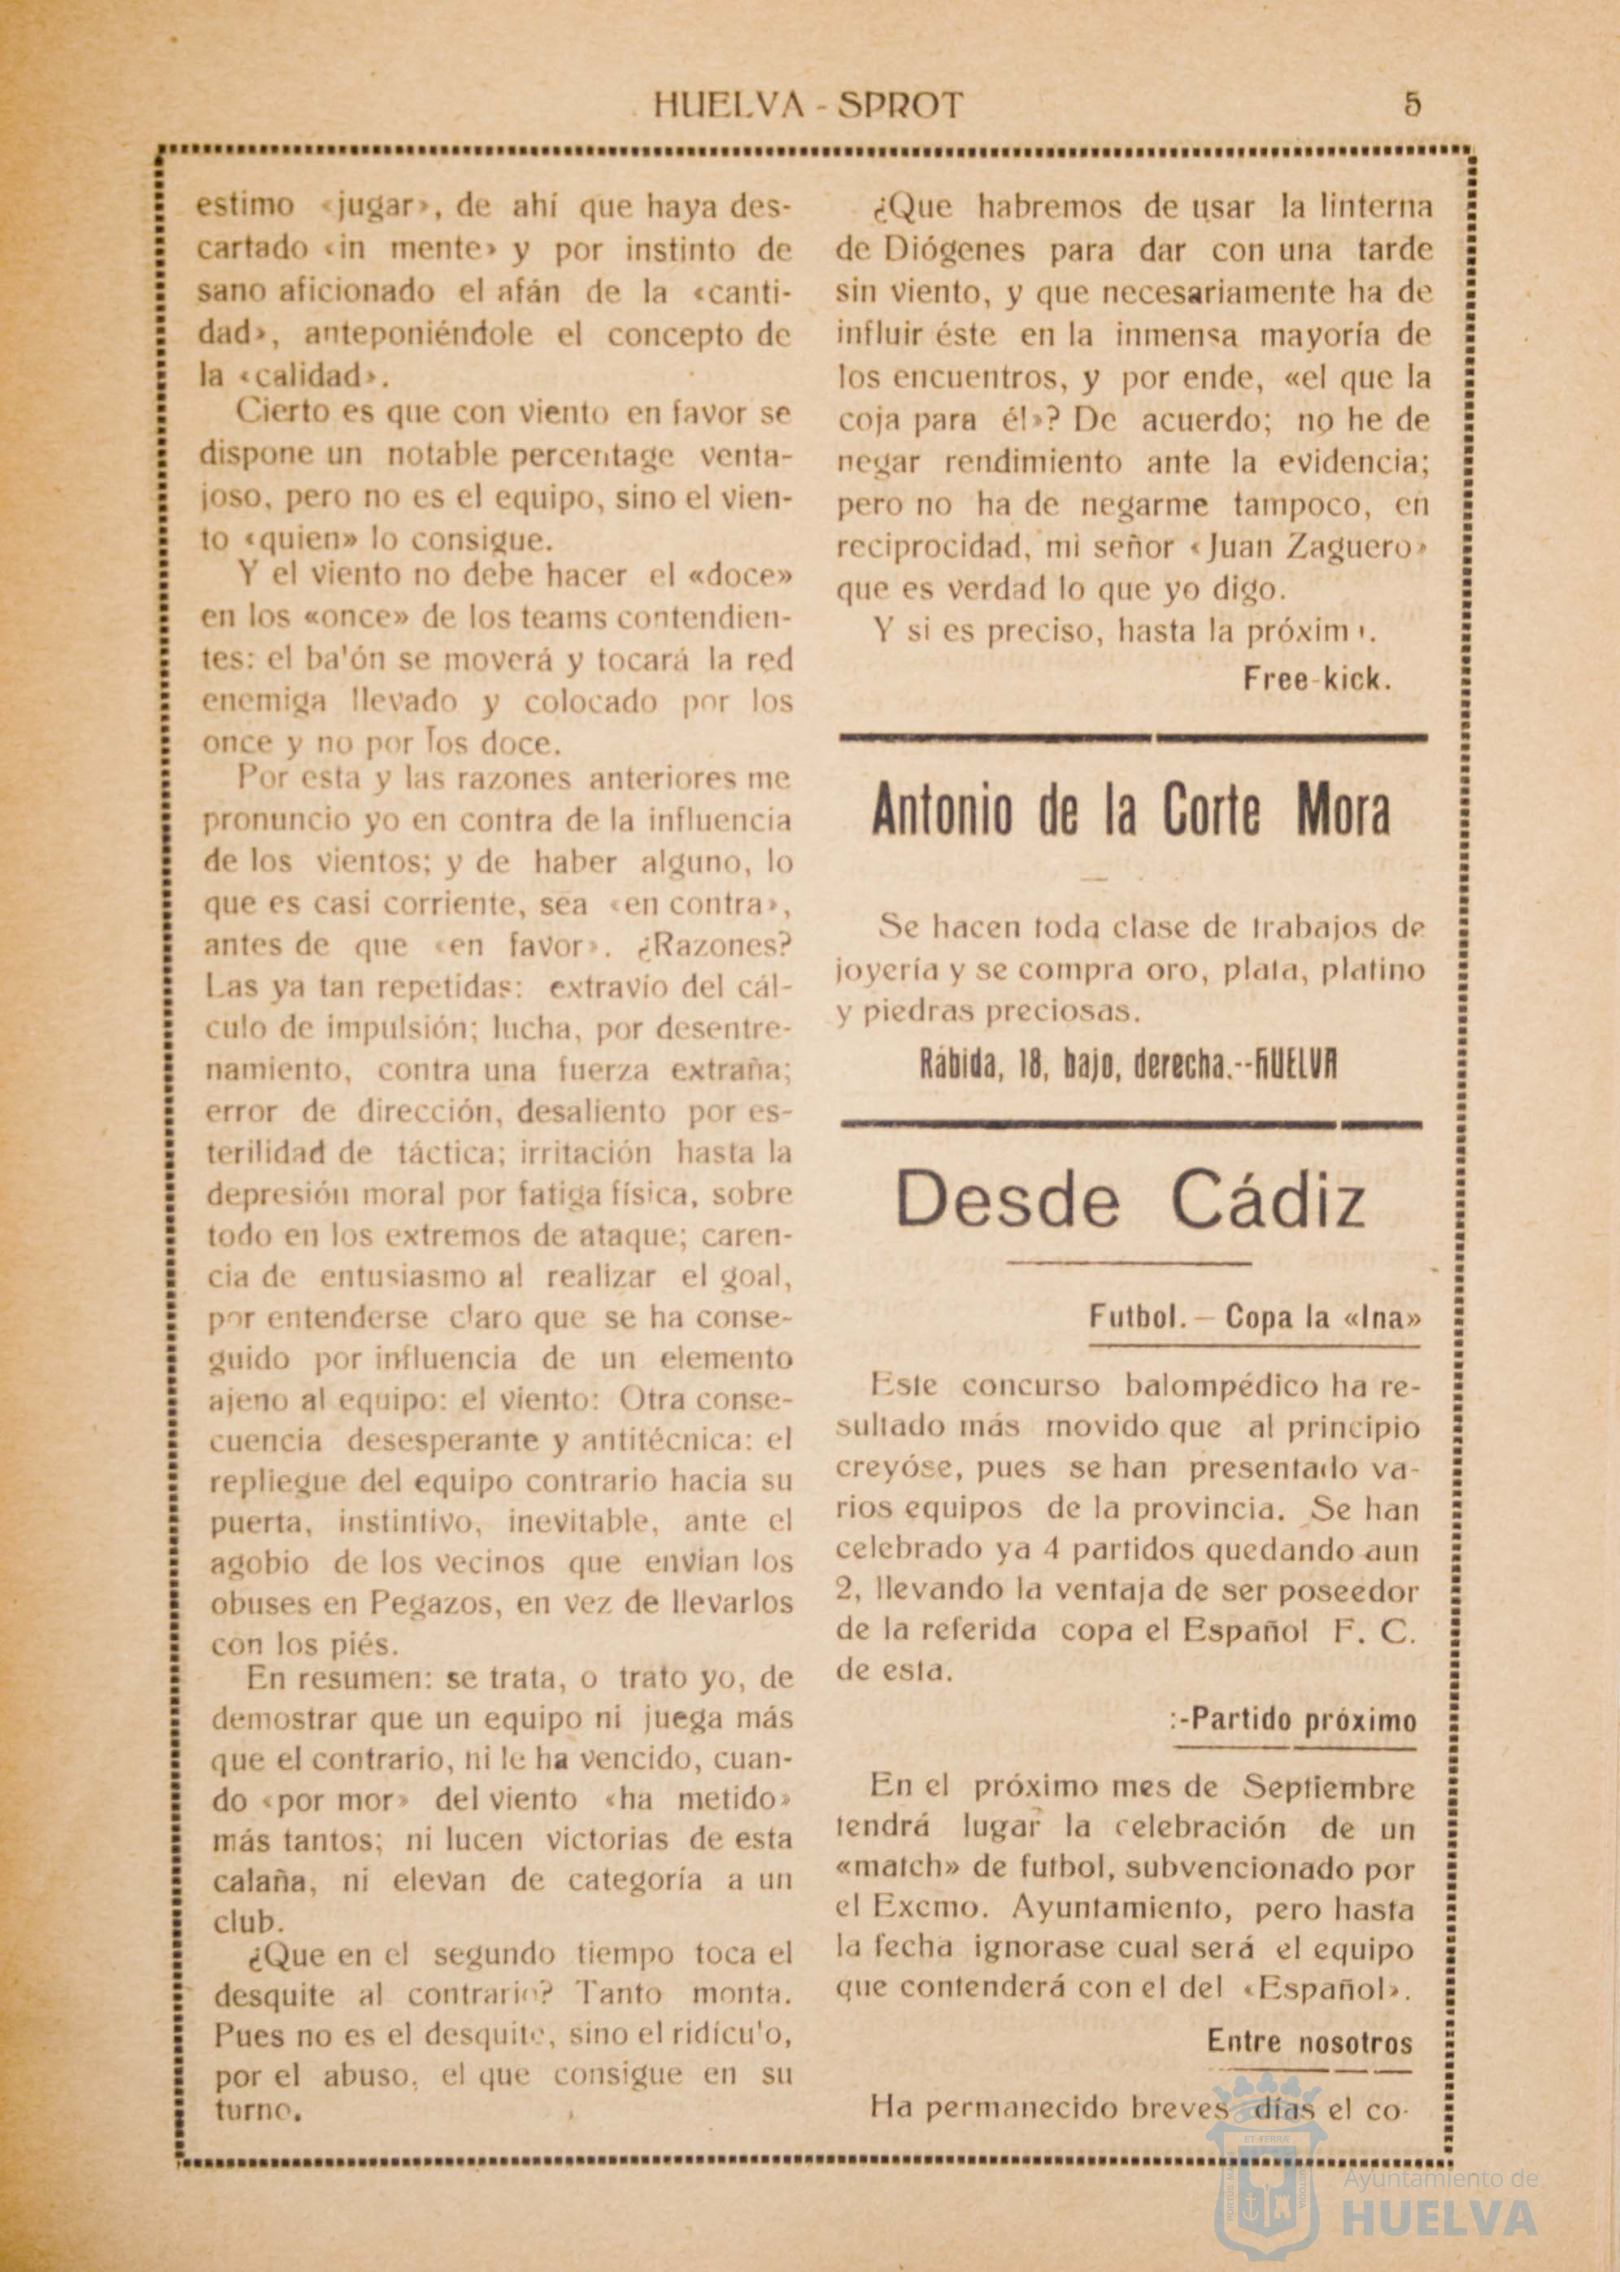 HUELVA - SPROT 5
estimo «jugar», de ahí que haya des-
cartado «in mente» y por instinto de
sano aficionado el afán de la «canti-
dad», anteponiéndole el concepto de
la «calidad».
Cierto es que con viento en favor se
dispone un notable percentage venta-
joso, pero no es el equipo, sino el vien-
to «quien» lo consigue.
Y el viento no debe hacer el «doce»
en los «once» de los teams contendien-
tes: el ba'ón se moverá y tocará la red
enemiga llevado y colocado por los
once y no por los doce.
Por esta y las razones anteriores me
pronuncio yo en contra de la influencia
de los vientos; y de haber alguno, lo
que es casi corriente, sea «en contra»,
antes de que «en favor». ¿Razones?
Las ya tan repetidas: extravío del cál-
culo de impulsión; lucha, por desentre-
namiento, contra una fuerza extraña;
error de dirección, desaliento por es-
terilidad de táctica; irritación hasta la
depresión moral por fatiga física, sobre
todo en los extremos de ataque; caren-
cia de entusiasmo al realizar el goal,
por entenderse claro que se ha conse-
guido por influencia de un elemento
ajeno al equipo: el viento: Otra conse-
cuencia desesperante y antitécnica: el
repliegue del equipo contrario hacia su
puerta, instintivo, inevitable, ante el
agobio de los vecinos que envian los
obuses en Pegazos, en vez de llevarlos
con los piés.
En resumen: se trata, o trato yo, de
demostrar que un equipo ni juega más
que el contrario, ni le ha vencido, cuan-
do «por mor» del viento «ha metido»
más tantos; ni lucen victorias de esta
calaña, ni elevan de categoría a un
club.
¿Que en el segundo tiempo toca el
desquite al contrario? Tanto monta.
Pues no es el desquite, sino el ridícu'o,
por el abuso, el que consigue en su
turno.
¿Que habremos de usar la linterna
de Diógenes para dar con una tarde
sin viento, y que necesariamente ha de
influir éste en la inmensa mayoría de
los encuentros, y por ende, «el que la
coja para él»? De acuerdo; no he de
negar rendimiento ante la evidencia;
pero no ha de negarme tampoco, en
reciprocidad, mi señor «Juan Zaguero»
que es verdad lo que yo digo.
Y si es preciso, hasta la próxim.
Free-kick.
Antonio de la Corte Mora
Se hacen toda clase de trabajos de
joyería y se compra oro, plata, platino
y piedras preciosas.
Rábida, 18, bajo, derecha.--HUELVA
Desde Cádiz
Futbol.— Copa la «Ina»
Este concurso balompédico ha re-
sultado más movido que al principio
creyóse, pues se han presentado va-
rios equipos de la provincia. Se han
celebrado ya 4 partidos quedando aun
2, llevando la ventaja de ser poseedor
de la referida copa el Español F. C.
de esta.
:-Partido próximo
En el próximo mes de Septiembre
tendrá lugar la celebración de un
«match» de futbol, subvencionado por
el Excmo. Ayuntamiento, pero hasta
la fecha ignorase cual será el equipo
que contenderá con el del «Español».
Entre nosotros
Ha permanecido breves días el co-
Ayuntamiento de
HUELVA